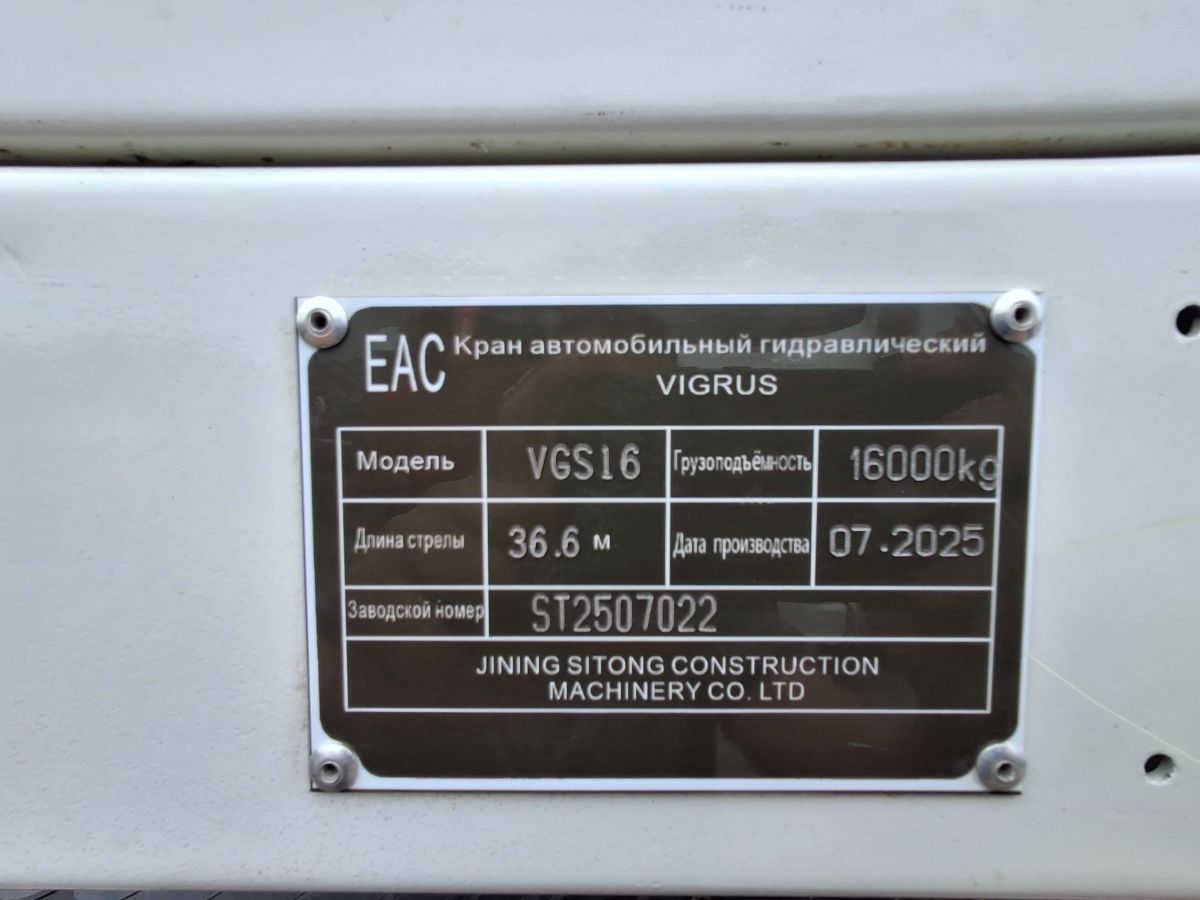 EAC Кран автомобильный гидравлический
VIGRUS
Модель VGS16 Грузоподъёмность 16000kg
Длина стрелы 36.6 м Дата производства 07.2025
Заводской номер ST2507022
JINING SITONG CONSTRUCTION
MACHINERY CO. LTD